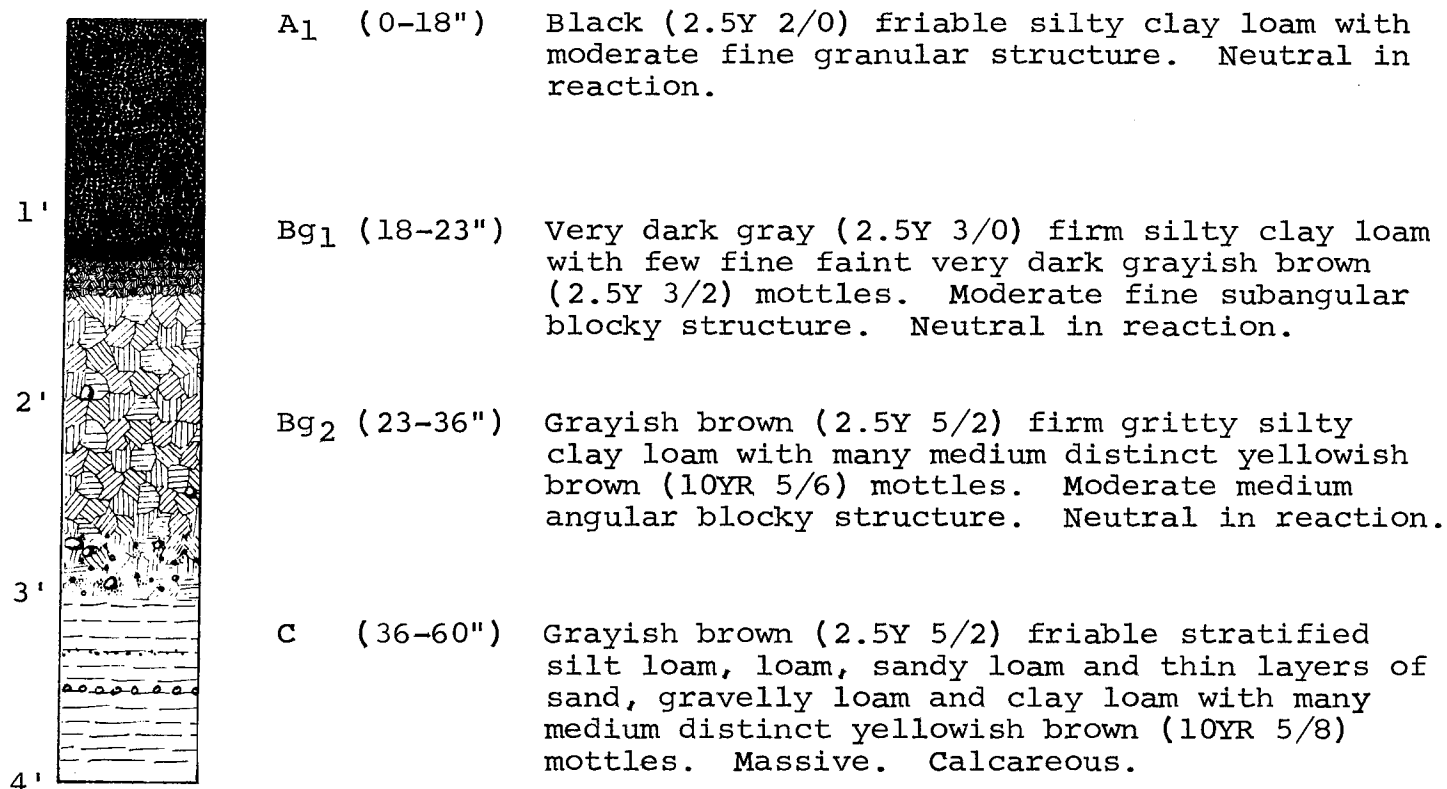 A1 (0-18") Black (2.5Y 2/0) friable silty clay loam with
moderate fine granular structure. Neutral in
reaction.
1'
Bg1 (18-23") Very dark gray (2.5Y 3/0) firm silty clay loam
with few fine faint very dark grayish brown
(2.5Y 3/2) mottles. Moderate fine subangular
blocky structure. Neutral in reaction.
2'
Bg2 (23-36") Grayish brown (2.5Y 5/2) firm gritty silty
clay loam with many medium distinct yellowish
brown (10YR 5/6) mottles. Moderate medium
angular blocky structure. Neutral in reaction.
3'
C (36-60") Grayish brown (2.5Y 5/2) friable stratified
silt loam, loam, sandy loam and thin layers of
sand, gravelly loam and clay loam with many
medium distinct yellowish brown (10YR 5/8)
mottles. Massive. Calcareous.
4'